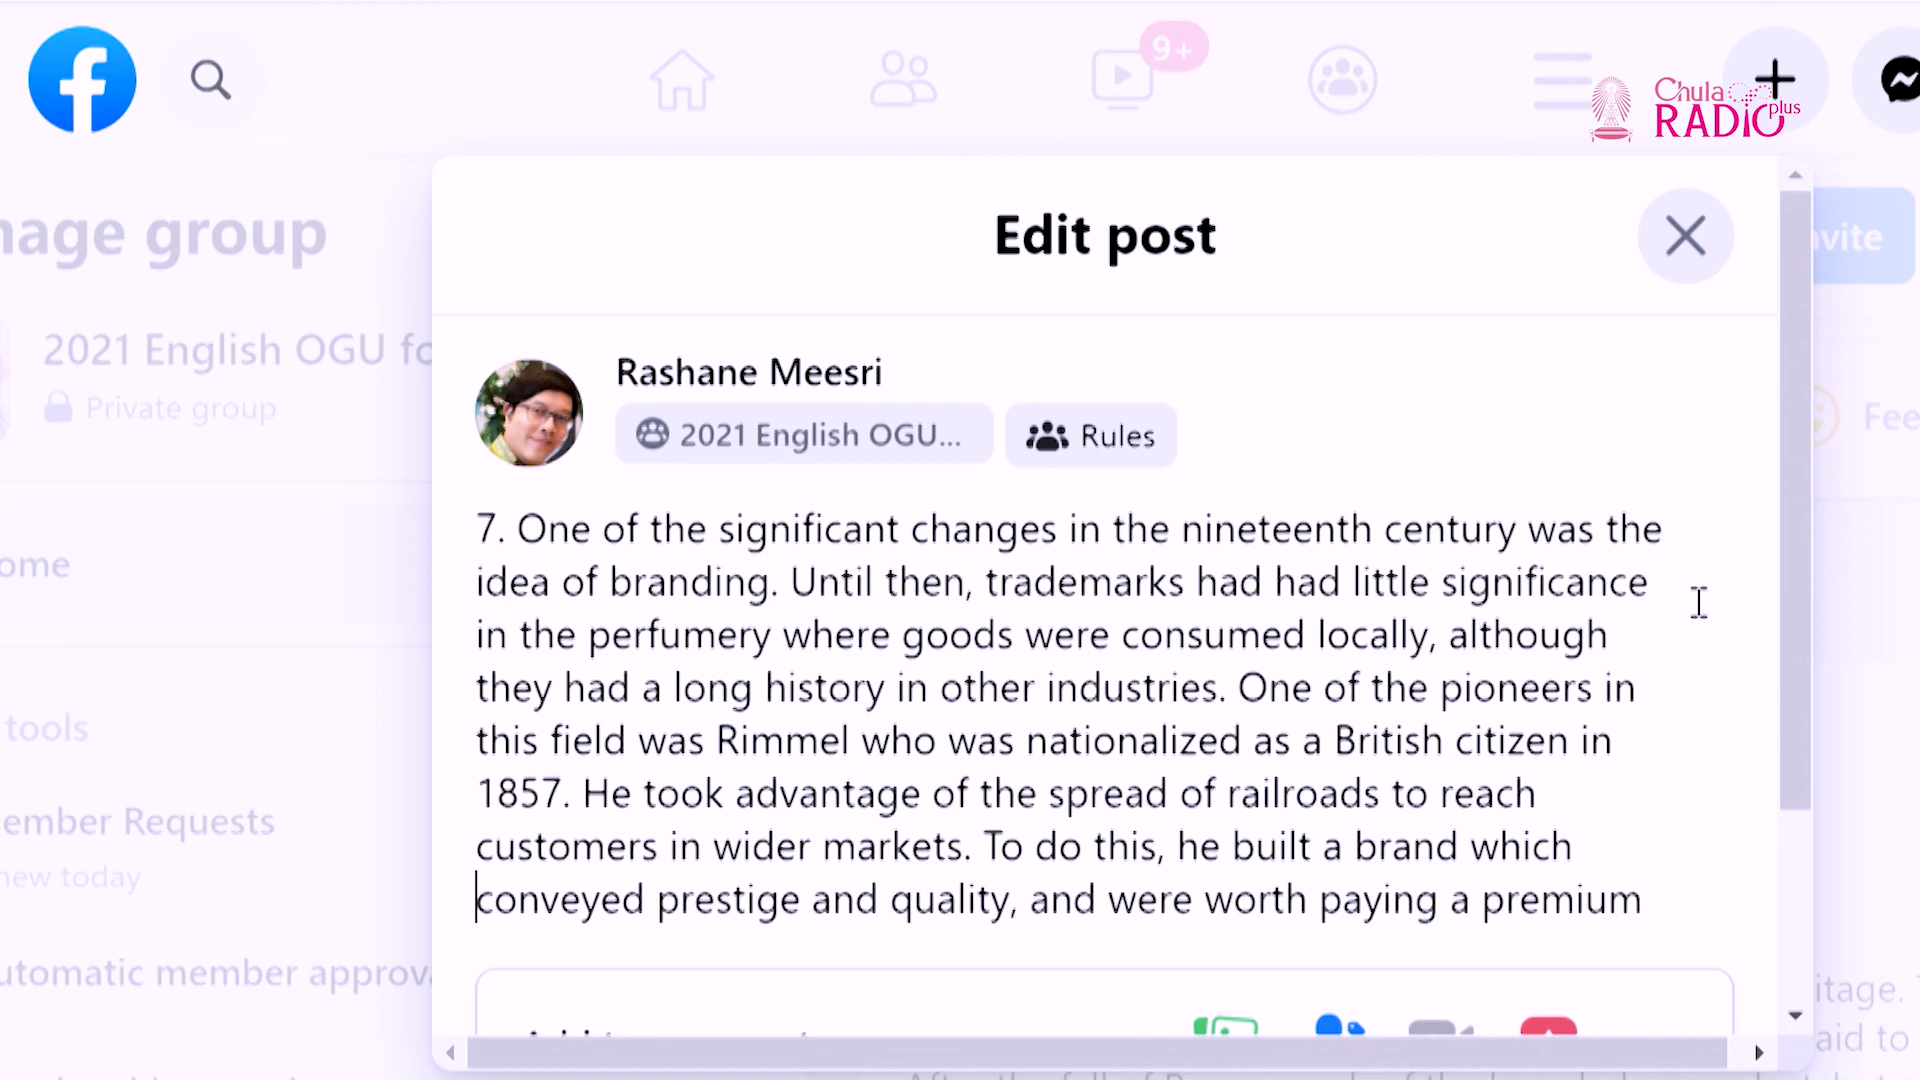 9+
Chula
RADIO plus
nage group
Edit post
nvite
2021 English OGU fo
Private group
Rashane Meesri
2021 English OGU...
Rules
Fee
7. One of the significant changes in the nineteenth century was the
idea of branding. Until then, trademarks had had little significance
in the perfumery where goods were consumed locally, although
they had a long history in other industries. One of the pioneers in
this field was Rimmel who was nationalized as a British citizen in
1857. He took advantage of the spread of railroads to reach
customers in wider markets. To do this, he built a brand which
conveyed prestige and quality, and were worth paying a premium
ome
tools
ember Requests
new today
utomatic member approva
itage.
aid to